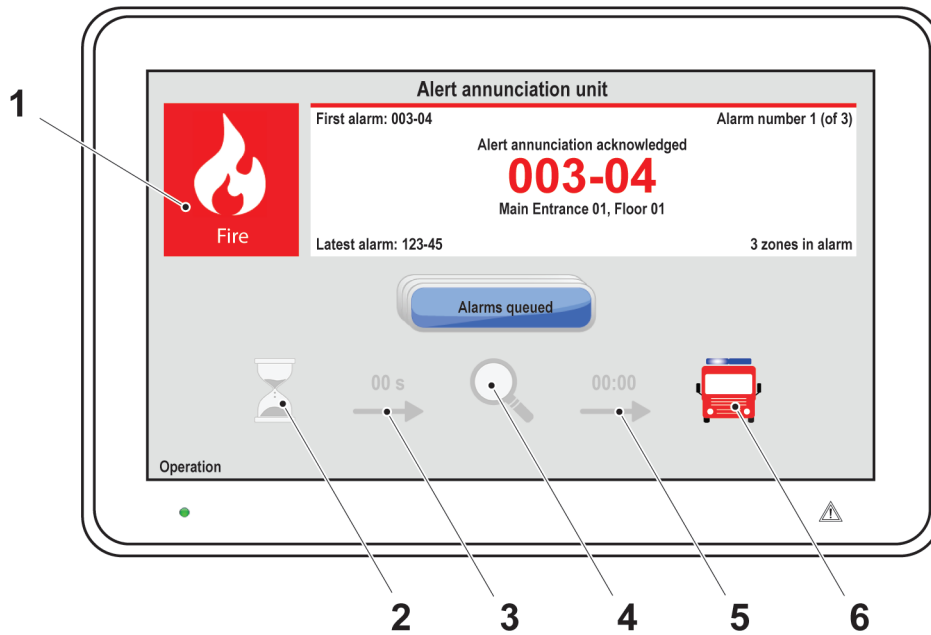 Alert annunciation unit
1
First alarm: 003-04
Alarm number 1 (of 3)
Alert annunciation acknowledged
003-04
Main Entrance 01, Floor 01
Fire
Latest alarm: 123-45
3 zones in alarm
Alarms queued
00 s
00:00
Operation
2
3
4
5
6